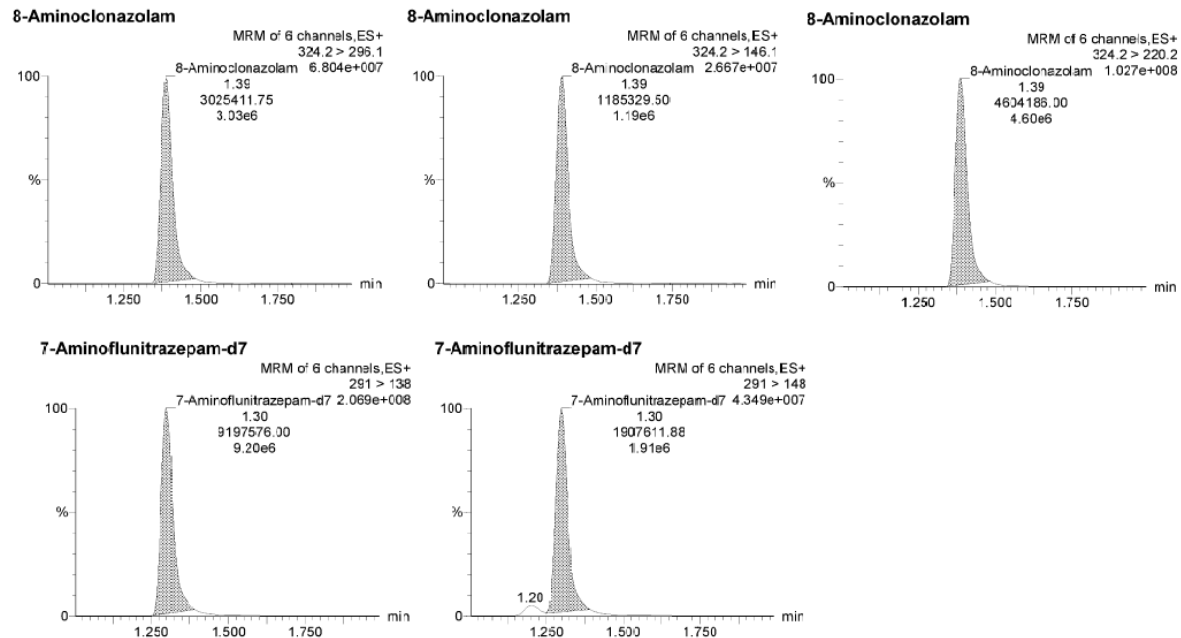 8-Aminoclonazolam
MRM of 6 channels,ES+
324.2 > 296.1
8-Aminoclonazolam 6.804e+007
100
1.39
3025411.75
3.03e6
%
0
min
1.250 1.500 1.750
8-Aminoclonazolam
MRM of 6 channels,ES+
324.2 > 146.1
8-Aminoclonazolam 2.667e+007
100
1.39
1185329.50
1.19e6
%
0
min
1.250 1.500 1.750
8-Aminoclonazolam
MRM of 6 channels,ES+
324.2 > 220.2
8-Aminoclonazolam 1.027e+008
100
1.39
4604186.00
4.60e6
%
0
min
1.250 1.500 1.750
7-Aminoflunitrazepam-d7
MRM of 6 channels,ES+
291 > 138
7-Aminoflunitrazepam-d7 2.069e+008
100
1.30
9197576.00
9.20e6
%
0
min
1.250 1.500 1.750
7-Aminoflunitrazepam-d7
MRM of 6 channels,ES+
291 > 148
7-Aminoflunitrazepam-d7 4.349e+007
100
1.30
1907611.88
1.91e6
%
1.20
0
min
1.250 1.500 1.750